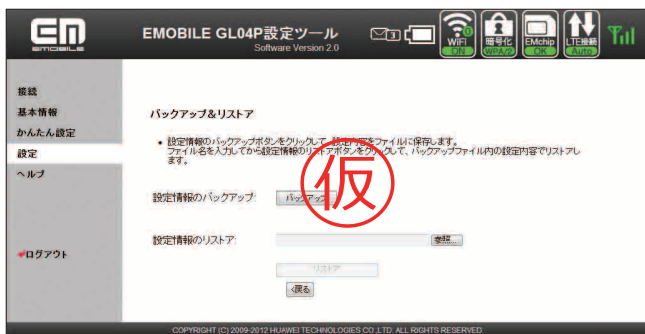 EM
EMOBILE
EMOBILE GL04P設定ツール
Software Version 2.0
3
WiFi
ON
暗号化
WPA/2
EMchip
OK
LTE接続
Auto
接続
基本情報
かんたん設定
設定
ヘルプ
ログアウト
バックアップ&リストア
• 設定情報のバックアップボタンをクリックして、設定内容をファイルに保存します。
ファイル名を入力してから設定情報のリストアボタンをクリックして、バックアップファイル内の設定内容でリストアし
ます。
仮
設定情報のバックアップ:
バックアップ
設定情報のリストア:
参照...
リストア
<戻る
COPYRIGHT (C) 2009-2012 HUAWEI TECHNOLOGIES CO.,LTD. ALL RIGHTS RESERVED.